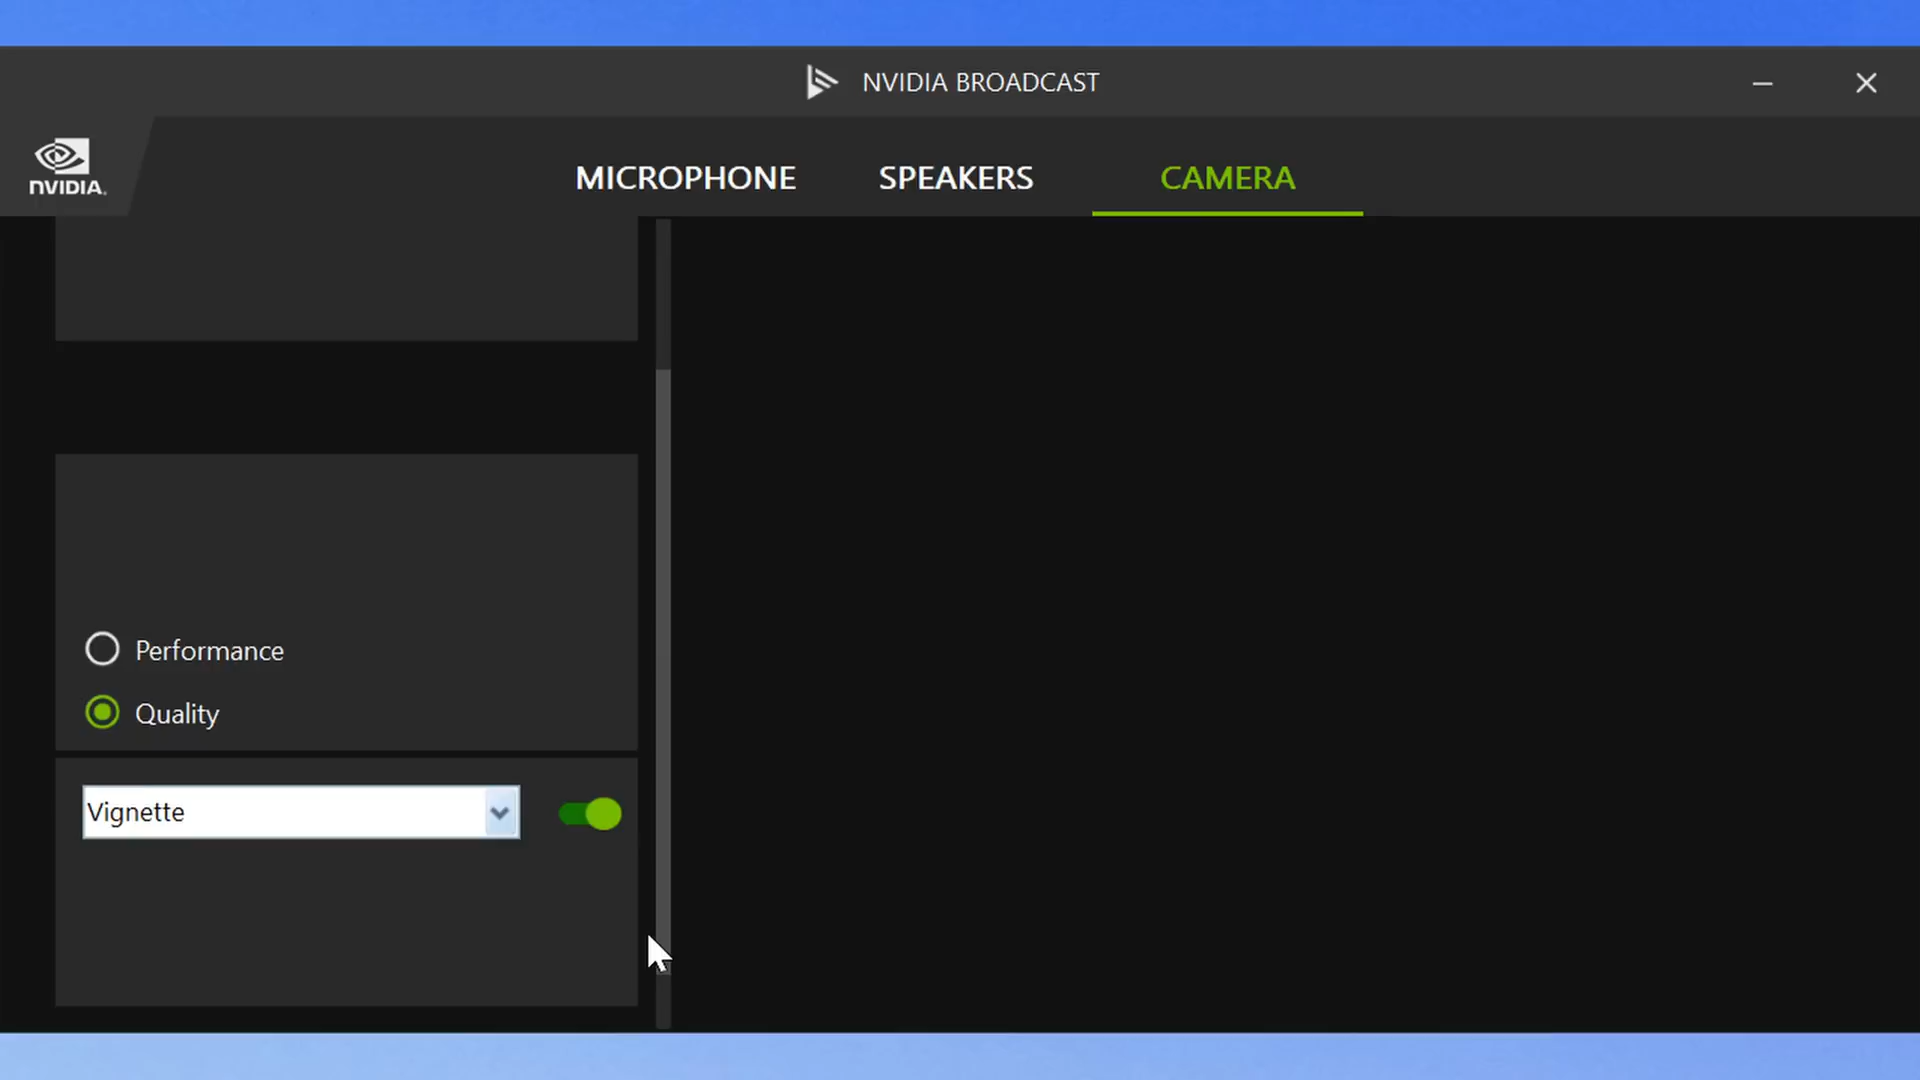 NVIDIA BROADCAST
NVIDIA.
MICROPHONE
SPEAKERS
CAMERA
Performance
Quality
Vignette